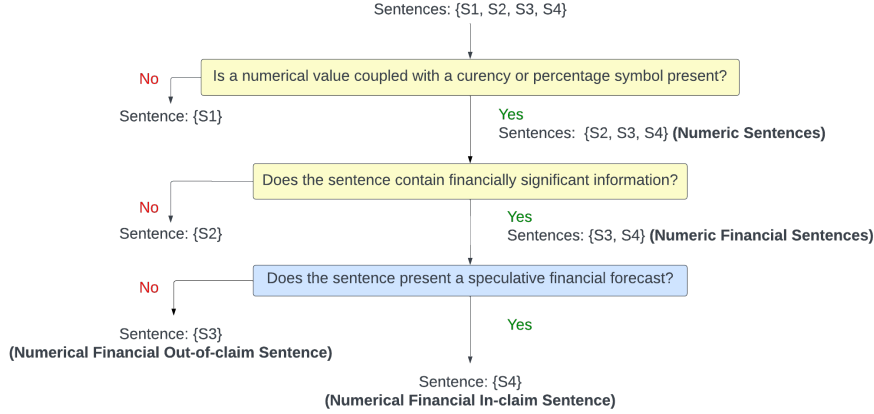 Sentences: {S1, S2, S3, S4}
Is a numerical value coupled with a curency or percentage symbol present?
No
Sentence: {S1}
Yes
Sentences: {S2, S3, S4} (Numeric Sentences)
Does the sentence contain financially significant information?
No
Sentence: {S2}
Yes
Sentences: {S3, S4} (Numeric Financial Sentences)
Does the sentence present a speculative financial forecast?
No
Sentence: {S3}
(Numerical Financial Out-of-claim Sentence)
Yes
Sentence: {S4}
(Numerical Financial In-claim Sentence)